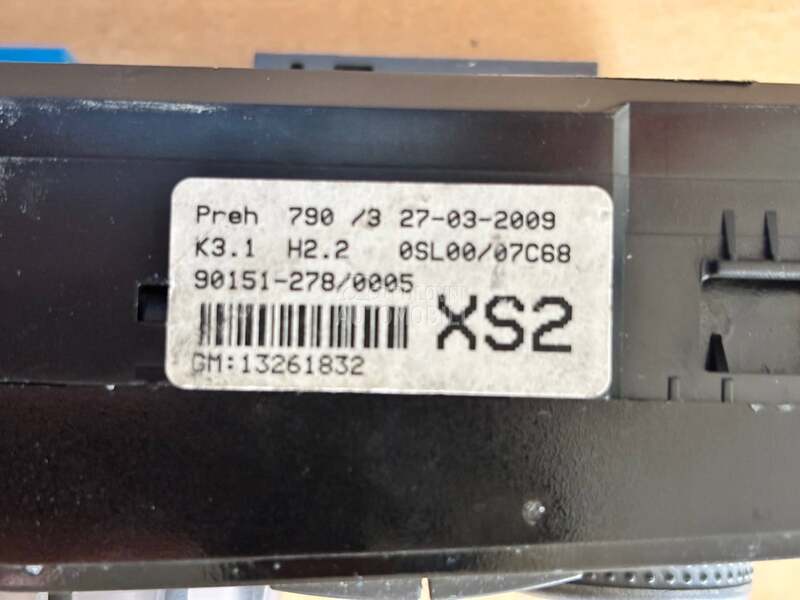 Preh 790 /3 27-03-2009
K3.1 H2.2 0SL00/07C68
90151-278/0005
XS2
GM:13261832